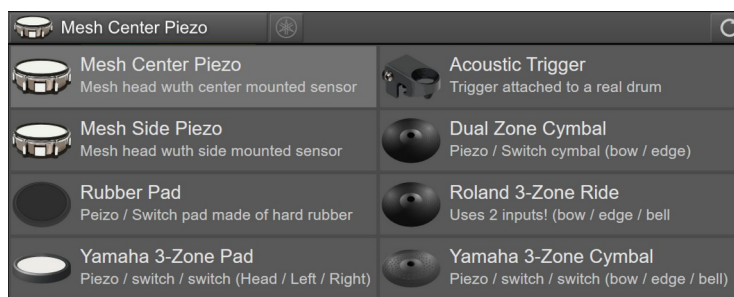 Mesh Center Piezo
Mesh Center Piezo
Mesh head wuth center mounted sensor
Acoustic Trigger
Trigger attached to a real drum
Mesh Side Piezo
Mesh head wuth side mounted sensor
Dual Zone Cymbal
Piezo / Switch cymbal (bow / edge)
Rubber Pad
Peizo / Switch pad made of hard rubber
Roland 3-Zone Ride
Uses 2 inputs! (bow / edge / bell
Yamaha 3-Zone Pad
Piezo / switch / switch (Head / Left / Right)
Yamaha 3-Zone Cymbal
Piezo / switch / switch (bow / edge / bell)